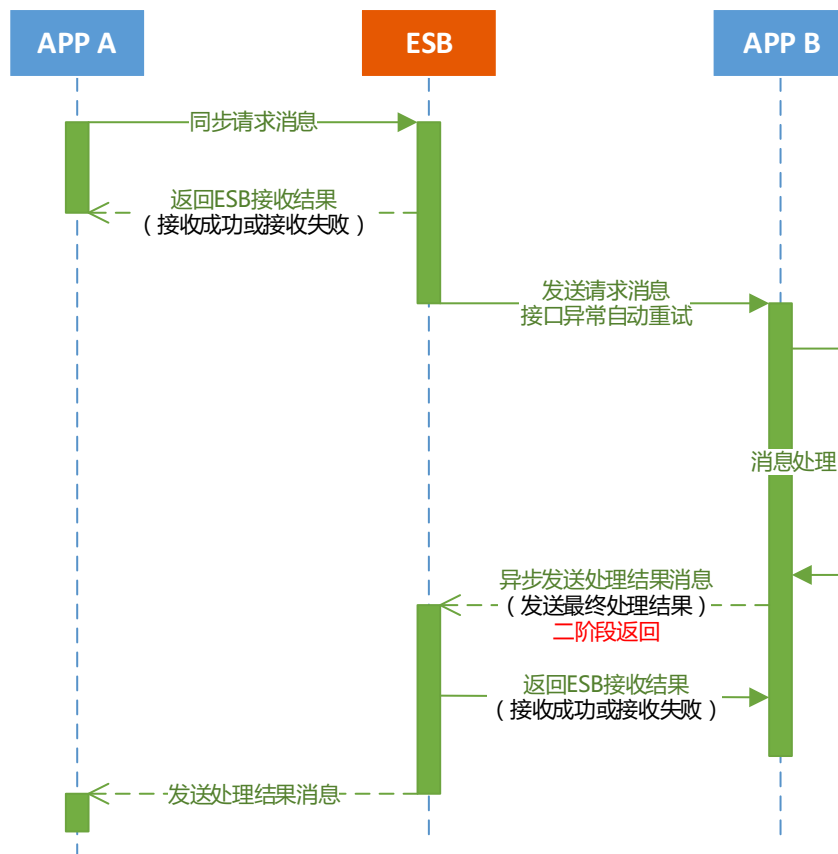 APP A
ESB
APP B
同步请求消息
返回ESB接收结果
（接收成功或接收失败）
发送请求消息
接口异常自动重试
消息处理
异步发送处理结果消息
（发送最终处理结果）
二阶段返回
返回ESB接收结果
（接收成功或接收失败）
发送处理结果消息